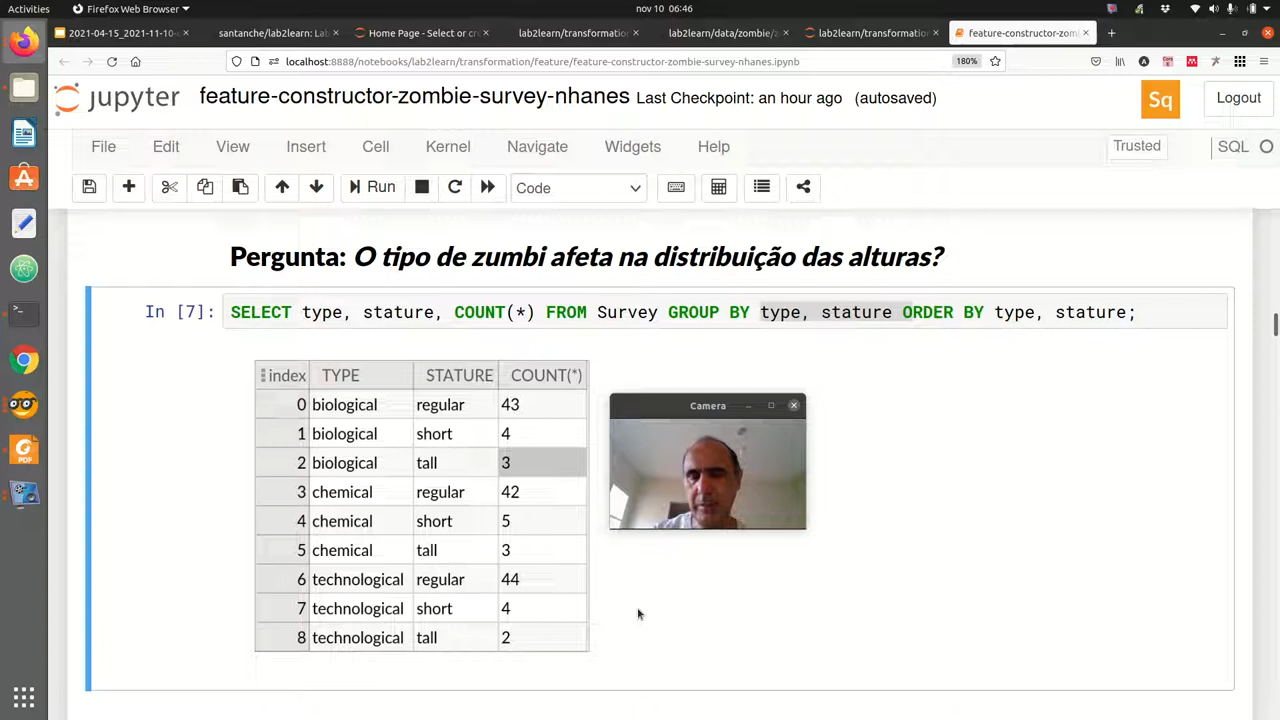 Activities Firefox Web Browser nov 10 06:46
2021-04-15_2021-11-10- santanche/lab2learn: Lab Home Page - Select or cre lab2learn/transformation lab2learn/data/zombie/z lab2learn/transformation feature-constructor-zomb
localhost:8888/notebooks/lab2learn/transformation/feature/feature-constructor-zombie-survey-nhanes.ipynb 180%
jupyter feature-constructor-zombie-survey-nhanes Last Checkpoint: an hour ago (autosaved) Sq Logout
File Edit View Insert Cell Kernel Navigate Widgets Help Trusted SQL
Run Code
Pergunta: O tipo de zumbi afeta na distribuição das alturas?
In [7]: SELECT type, stature, COUNT(*) FROM Survey GROUP BY type, stature ORDER BY type, stature;
index TYPE STATURE COUNT(*)
0 biological regular 43
1 biological short 4
2 biological tall 3
3 chemical regular 42
4 chemical short 5
5 chemical tall 3
6 technological regular 44
7 technological short 4
8 technological tall 2
Camera
PDF